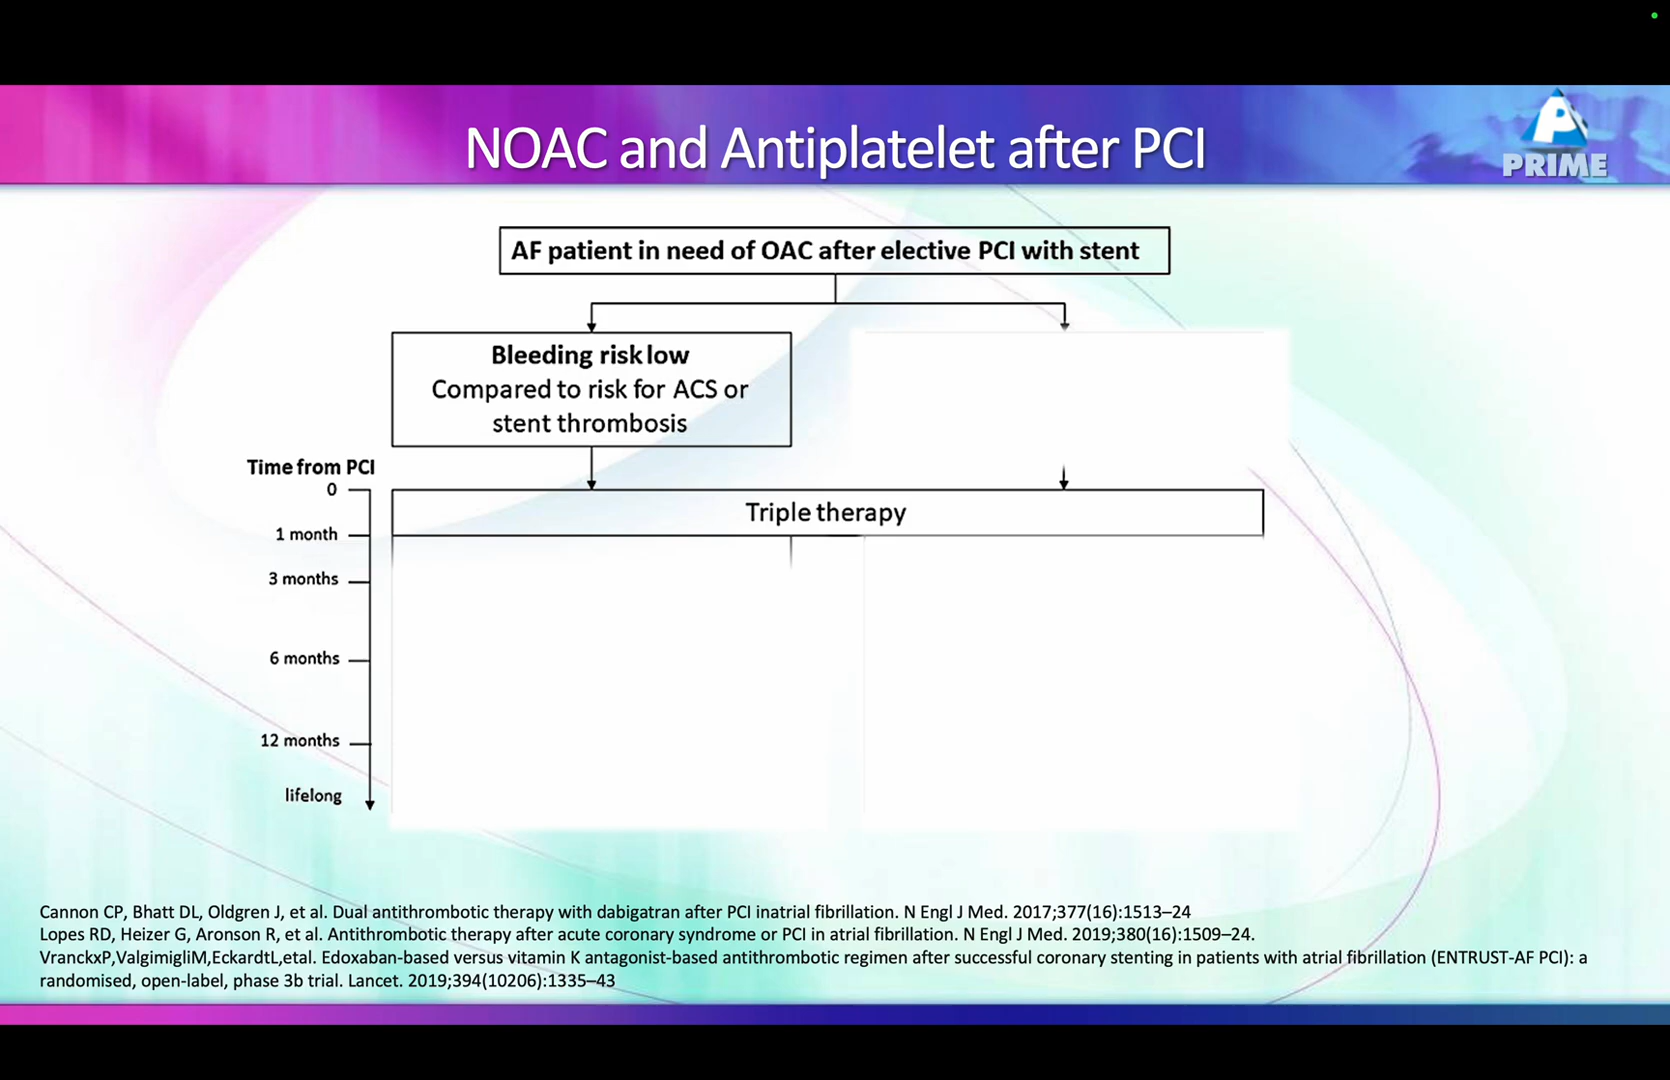 NOAC and Antiplatelet after PCI
PRIME
AF patient in need of OAC after elective PCI with stent
Bleeding risk low
Compared to risk for ACS or
stent thrombosis
Time from PCI
0
Triple therapy
1 month
3 months
6 months
12 months
lifelong
Cannon CP, Bhatt DL, Oldgren J, et al. Dual antithrombotic therapy with dabigatran after PCI inatrial fibrillation. N Engl J Med. 2017;377(16):1513–24
Lopes RD, Heizer G, Aronson R, et al. Antithrombotic therapy after acute coronary syndrome or PCI in atrial fibrillation. N Engl J Med. 2019;380(16):1509–24.
VranckxP,ValgimigliM,EckardtL,etal. Edoxaban-based versus vitamin K antagonist-based antithrombotic regimen after successful coronary stenting in patients with atrial fibrillation (ENTRUST-AF PCI): a
randomised, open-label, phase 3b trial. Lancet. 2019;394(10206):1335–43